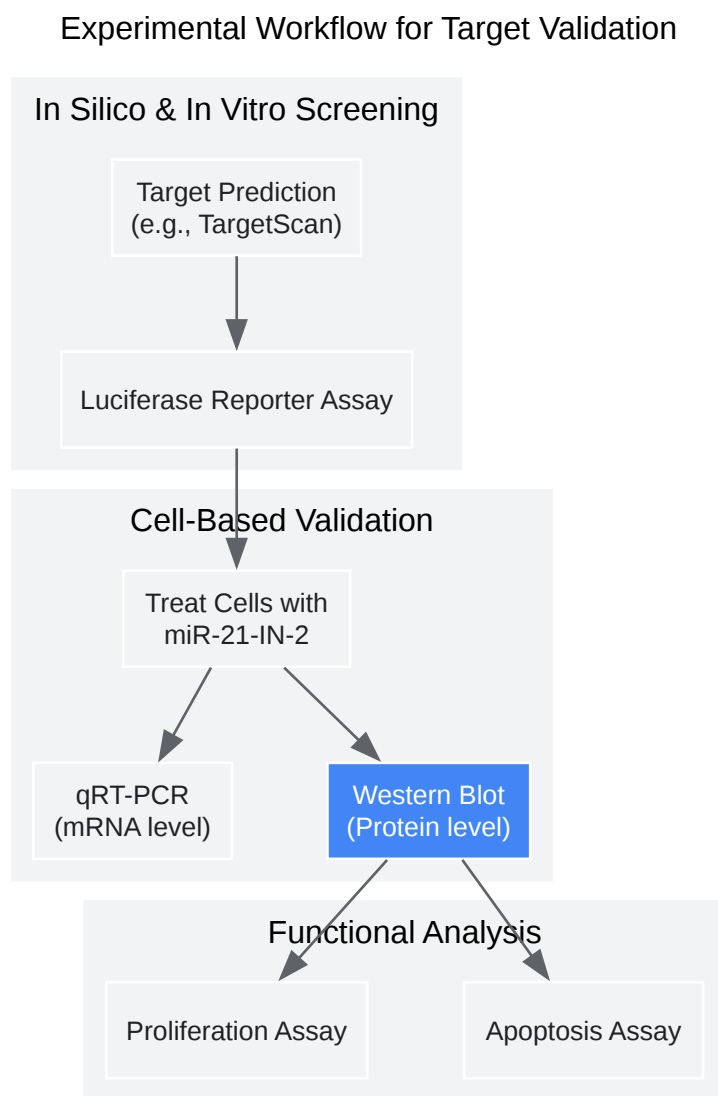 Experimental Workflow for Target Validation
In Silico & In Vitro Screening
Target Prediction
(e.g., TargetScan)
Luciferase Reporter Assay
Cell-Based Validation
Treat Cells with
miR-21-IN-2
qRT-PCR
(mRNA level)
Western Blot
(Protein level)
Functional Analysis
Proliferation Assay
Apoptosis Assay